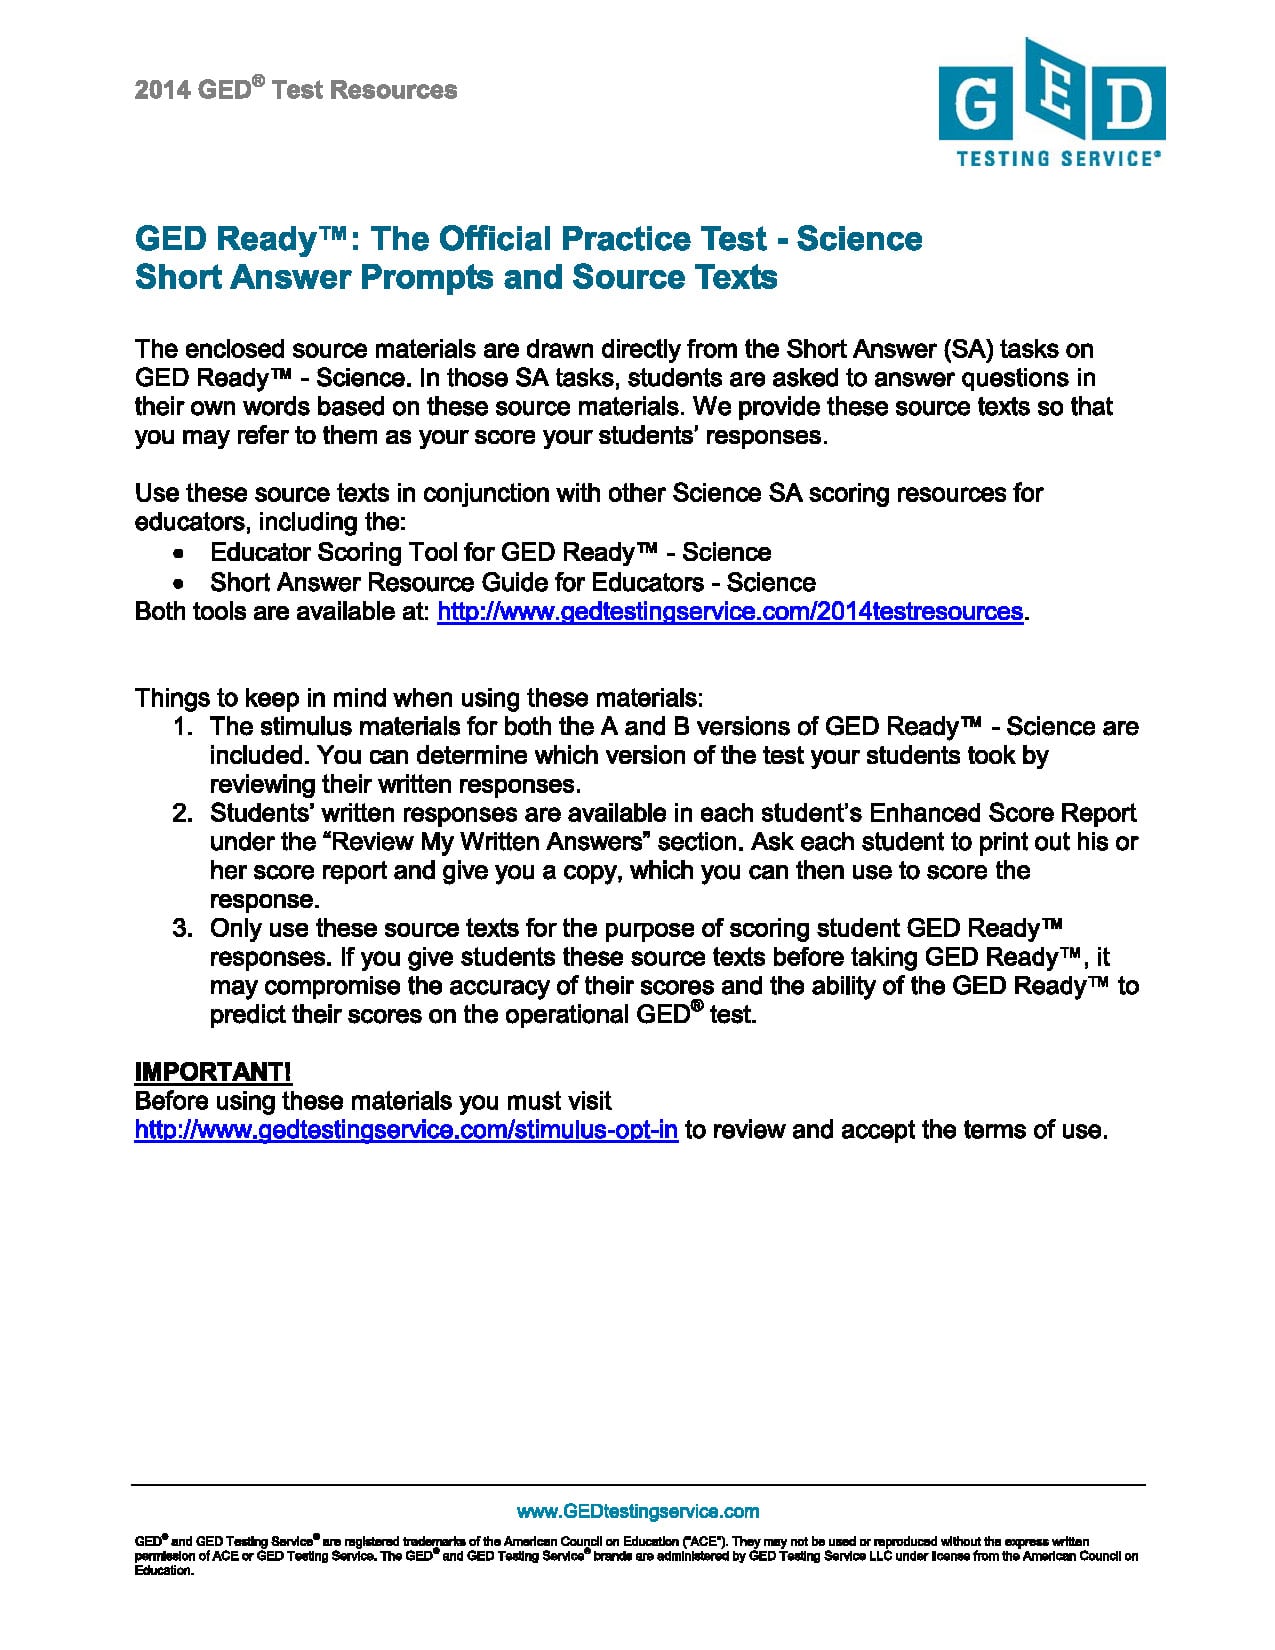 2014 GED® Test Resources
GED
TESTING SERVICE®
GED Ready™: The Official Practice Test - Science
Short Answer Prompts and Source Texts
The enclosed source materials are drawn directly from the Short Answer (SA) tasks on
GED Ready™ - Science. In those SA tasks, students are asked to answer questions in
their own words based on these source materials. We provide these source texts so that
you may refer to them as your score your students’ responses.
Use these source texts in conjunction with other Science SA scoring resources for
educators, including the:
• Educator Scoring Tool for GED Ready™ - Science
• Short Answer Resource Guide for Educators - Science
Both tools are available at: http://www.gedtestingservice.com/2014testresources.
Things to keep in mind when using these materials:
1. The stimulus materials for both the A and B versions of GED Ready™ - Science are
included. You can determine which version of the test your students took by
reviewing their written responses.
2. Students’ written responses are available in each student’s Enhanced Score Report
under the “Review My Written Answers” section. Ask each student to print out his or
her score report and give you a copy, which you can then use to score the
response.
3. Only use these source texts for the purpose of scoring student GED Ready™
responses. If you give students these source texts before taking GED Ready™, it
may compromise the accuracy of their scores and the ability of the GED Ready™ to
predict their scores on the operational GED® test.
IMPORTANT!
Before using these materials you must visit
http://www.gedtestingservice.com/stimulus-opt-in to review and accept the terms of use.
www.GEDtestingservice.com
GED® and GED Testing Service® are registered trademarks of the American Council on Education ("ACE"). They may not be used or reproduced without the express written
permission of ACE or GED Testing Service. The GED® and GED Testing Service® brands are administered by GED Testing Service LLC under license from the American Council on
Education.